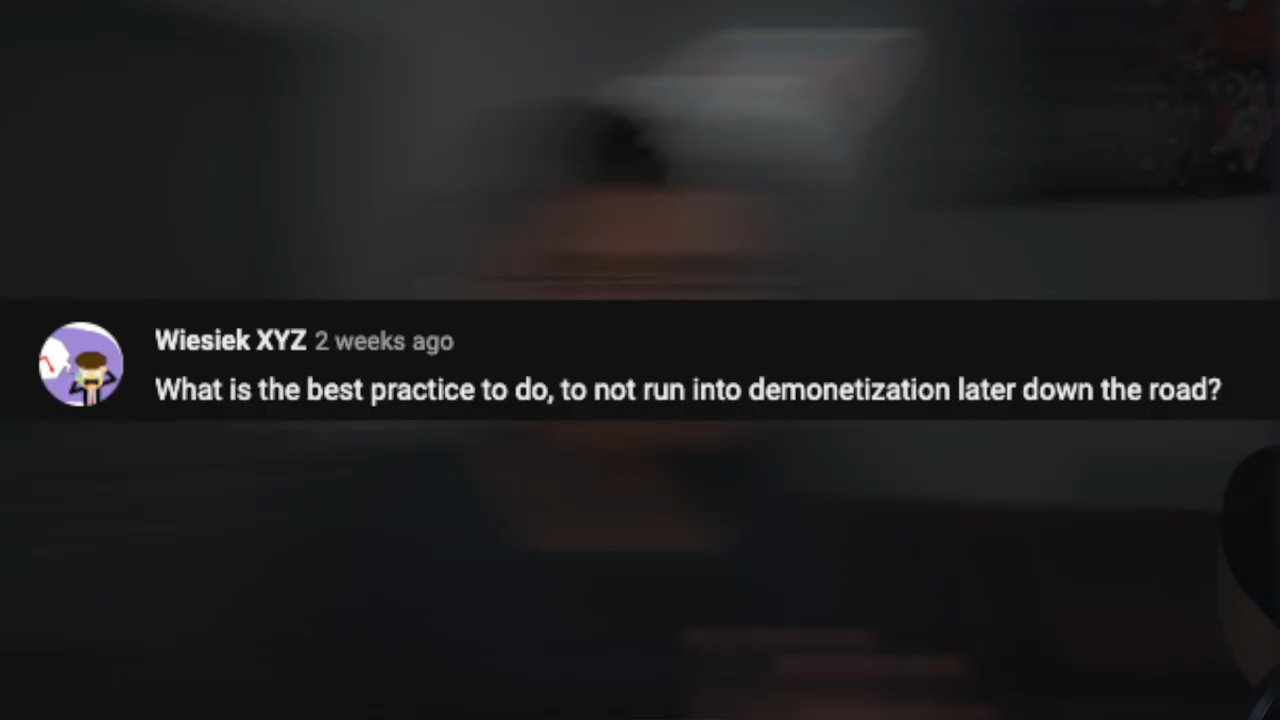 Wiesiek XYZ 2 weeks ago
What is the best practice to do, to not run into demonetization later down the road?